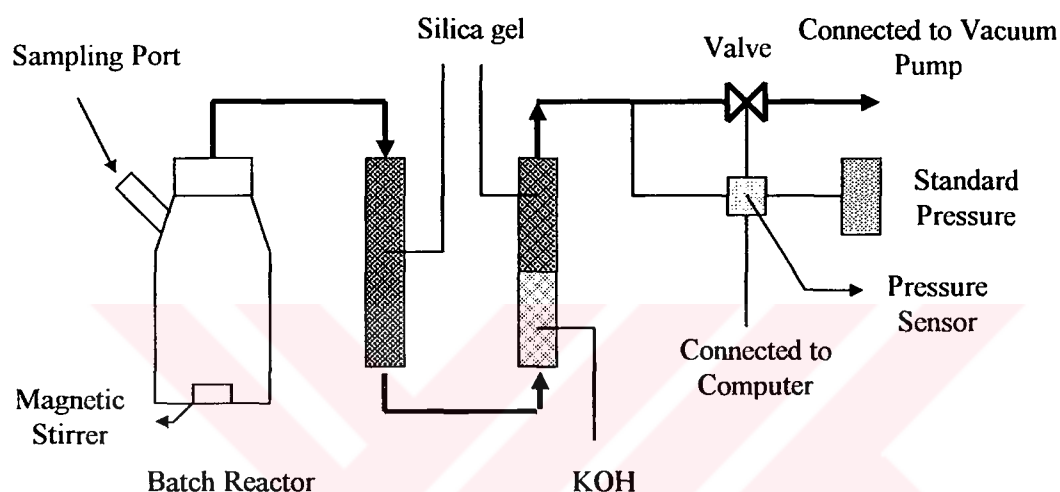 Sampling Port
Silica gel
Valve
Connected to Vacuum
Pump
Standard
Pressure
Pressure
Sensor
Connected to
Computer
Magnetic
Stirrer
Batch Reactor
KOH